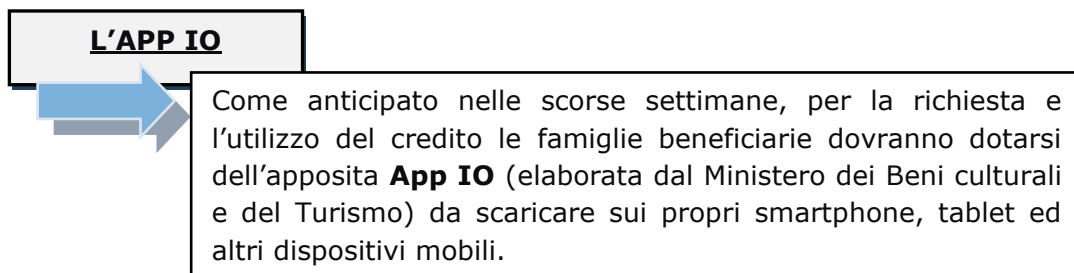 L’APP IO
Come anticipato nelle scorse settimane, per la richiesta e
l’utilizzo del credito le famiglie beneficiarie dovranno dotarsi
dell’apposita App IO (elaborata dal Ministero dei Beni culturali
e del Turismo) da scaricare sui propri smartphone, tablet ed
altri dispositivi mobili.